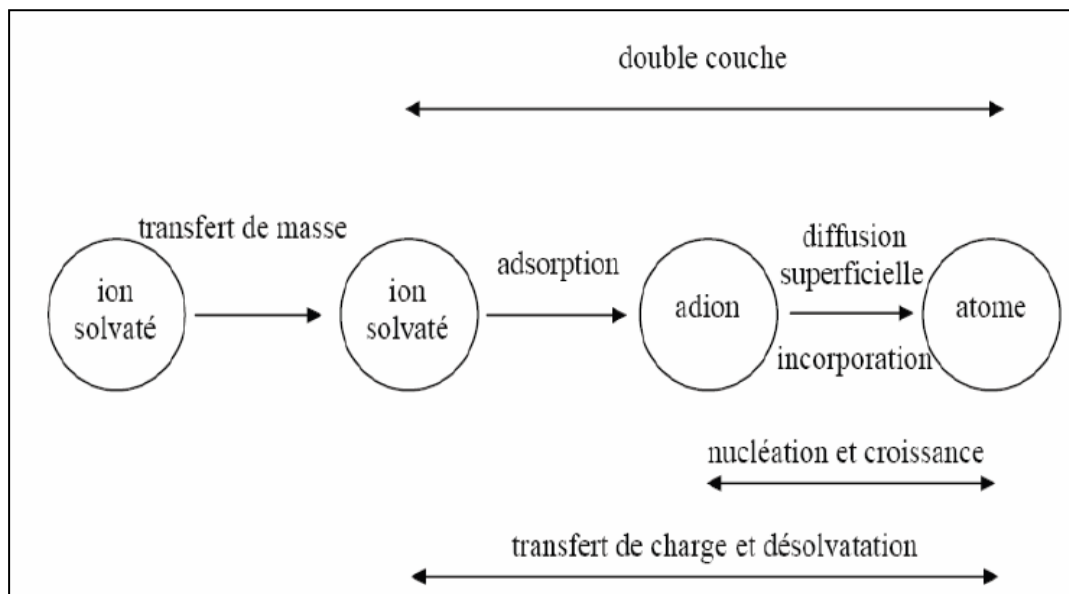 double couche
transfert de masse
ion
solvaté
ion
solvaté
adsorption
adion
diffusion
superficielle
incorporation
atome
nucléation et croissance
transfert de charge et désolvatation